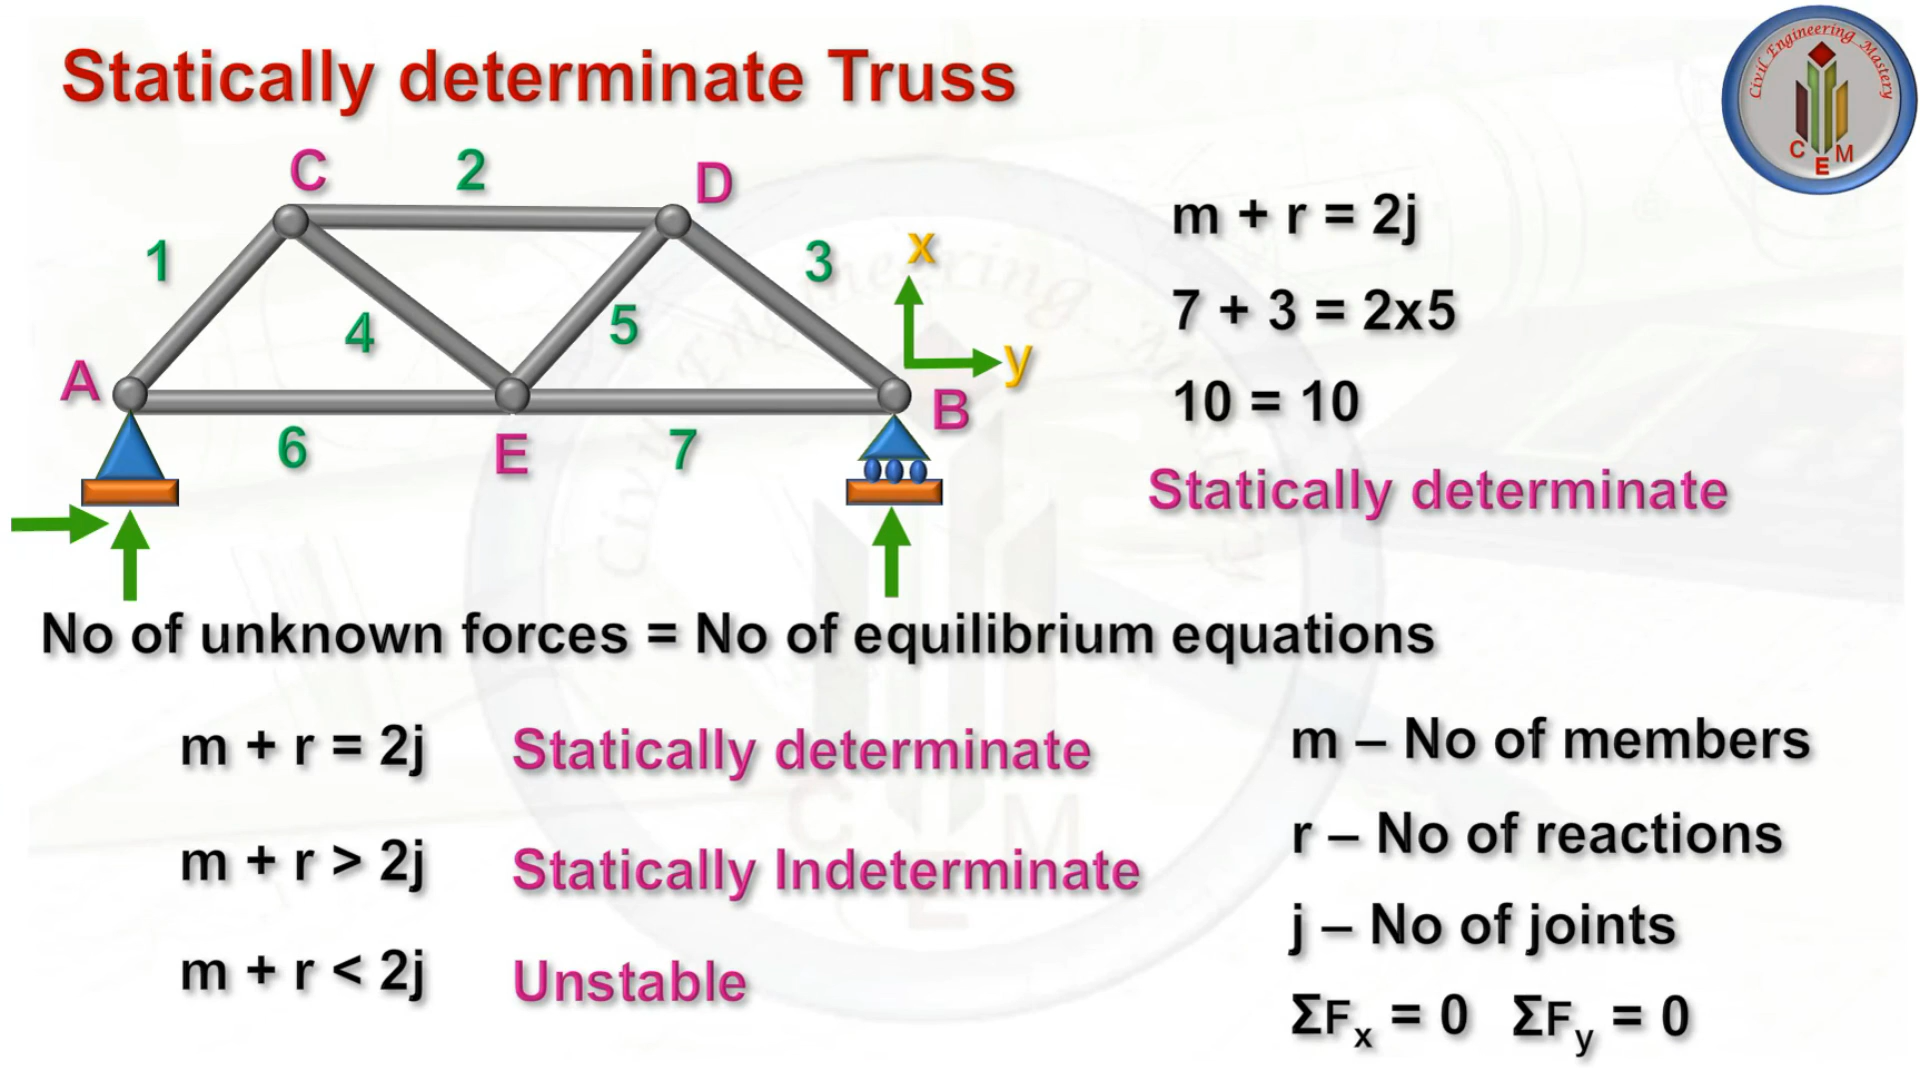 Statically determinate Truss
Civil Engineering Mastery
C E M
C 2 D
1 4 5 3
x
y
A 6 E 7 B
m + r = 2j
7 + 3 = 2x5
10 = 10
Statically determinate
No of unknown forces = No of equilibrium equations
m + r = 2j Statically determinate
m + r > 2j Statically Indeterminate
m + r < 2j Unstable
m – No of members
r – No of reactions
j – No of joints
ΣFx = 0 ΣFy = 0